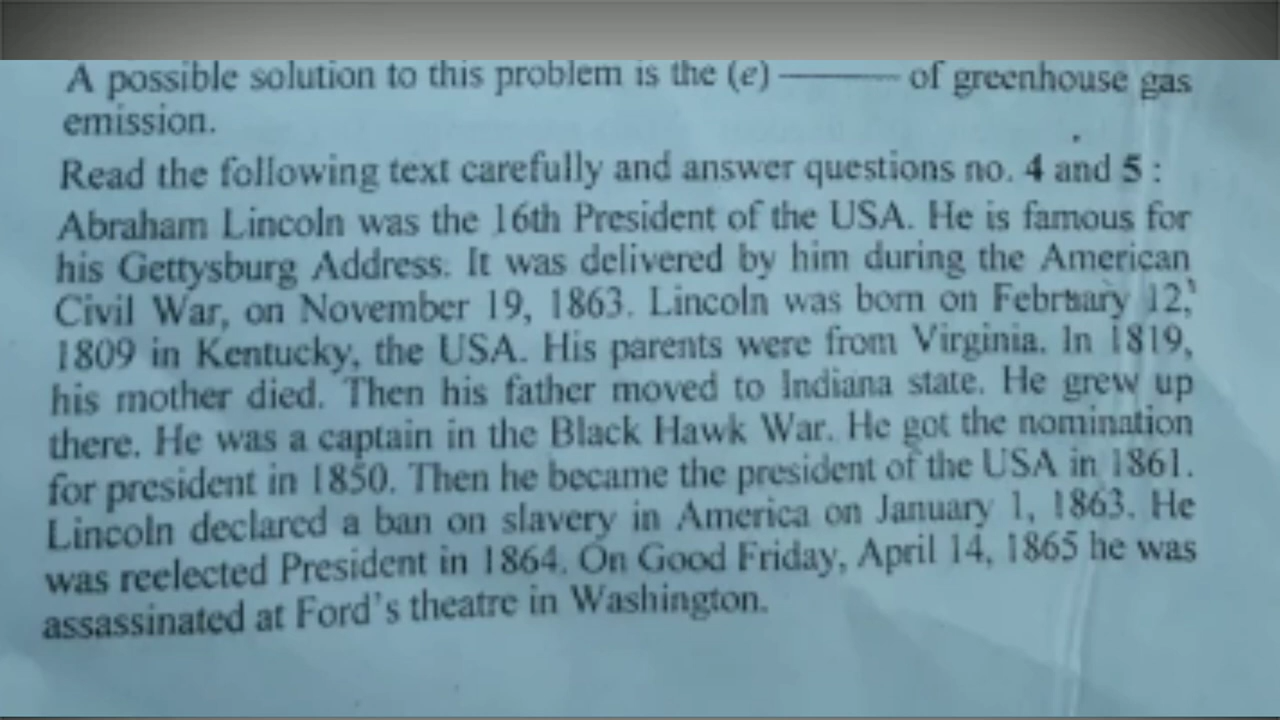 A possible solution to this problem is the (e) ——— of greenhouse gas
emission.
Read the following text carefully and answer questions no. 4 and 5 :
Abraham Lincoln was the 16th President of the USA. He is famous for
his Gettysburg Address. It was delivered by him during the American
Civil War, on November 19, 1863. Lincoln was born on February 12,
1809 in Kentucky, the USA. His parents were from Virginia. In 1819,
his mother died. Then his father moved to Indiana state. He grew up
there. He was a captain in the Black Hawk War. He got the nomination
for president in 1850. Then he became the president of the USA in 1861.
Lincoln declared a ban on slavery in America on January 1, 1863. He
was reelected President in 1864. On Good Friday, April 14, 1865 he was
assassinated at Ford's theatre in Washington.